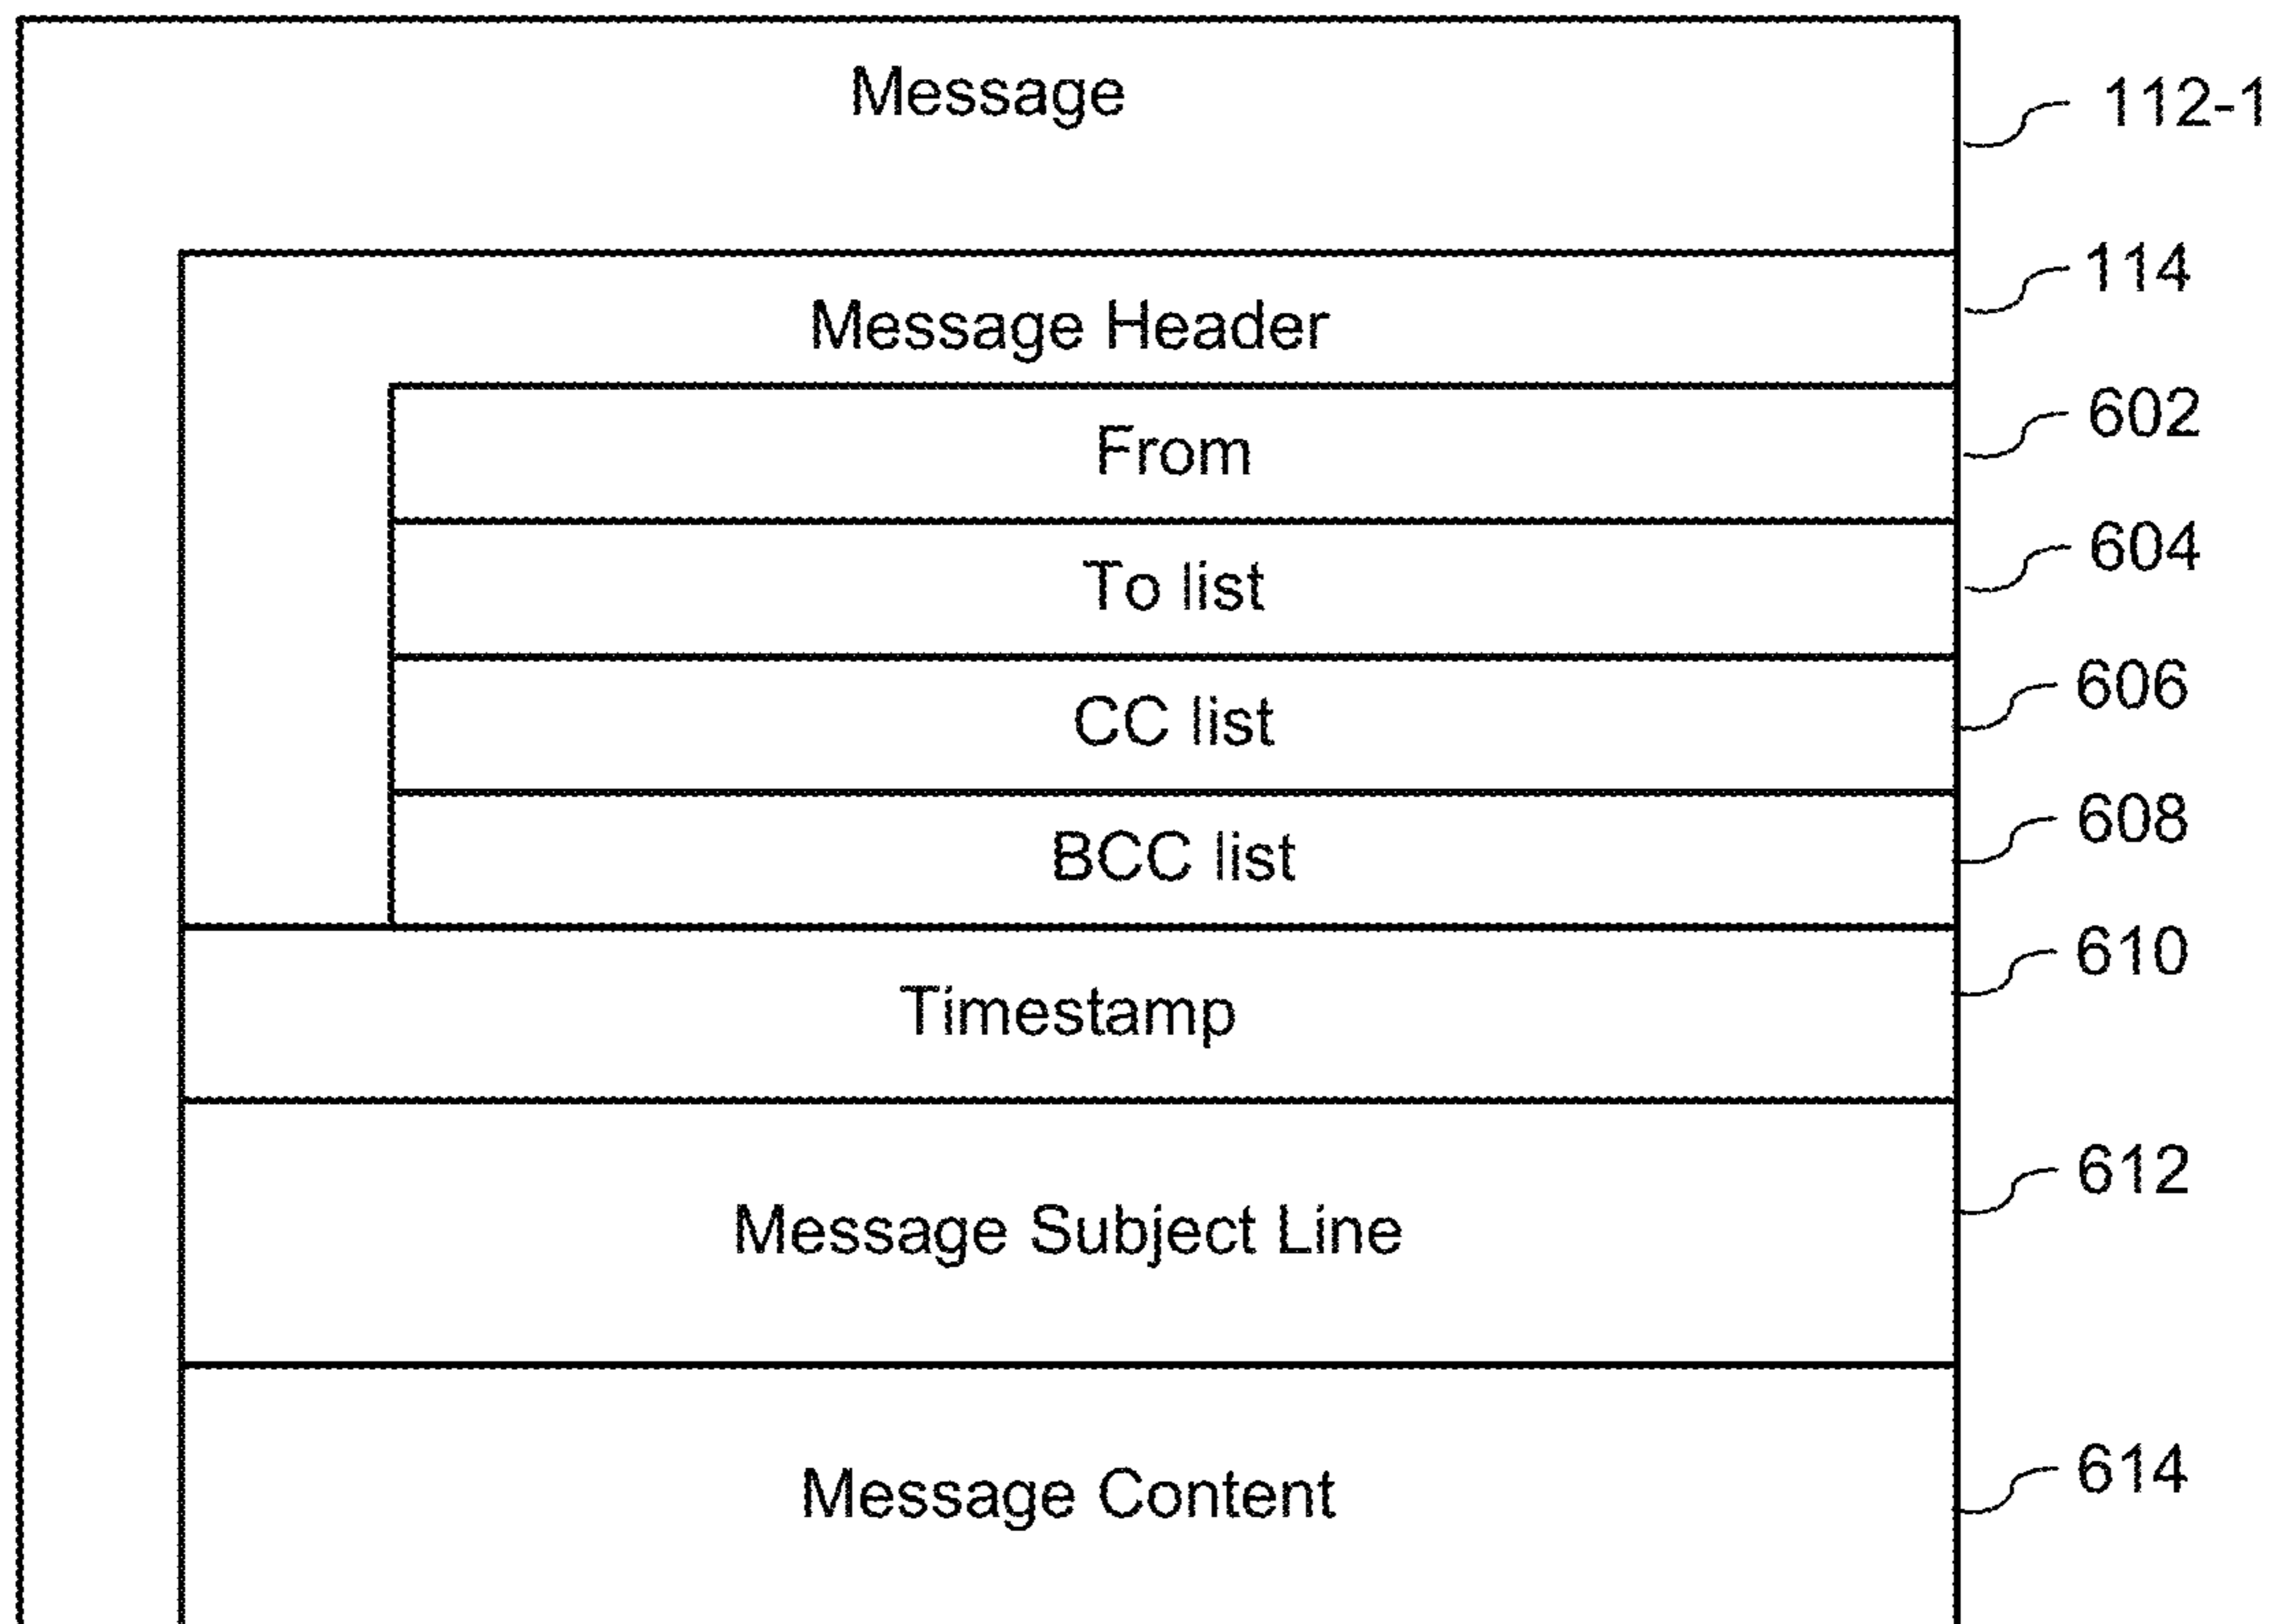 Message
112-1
Message Header
114
From
602
To list
604
CC list
606
BCC list
608
Timestamp
610
Message Subject Line
612
Message Content
614